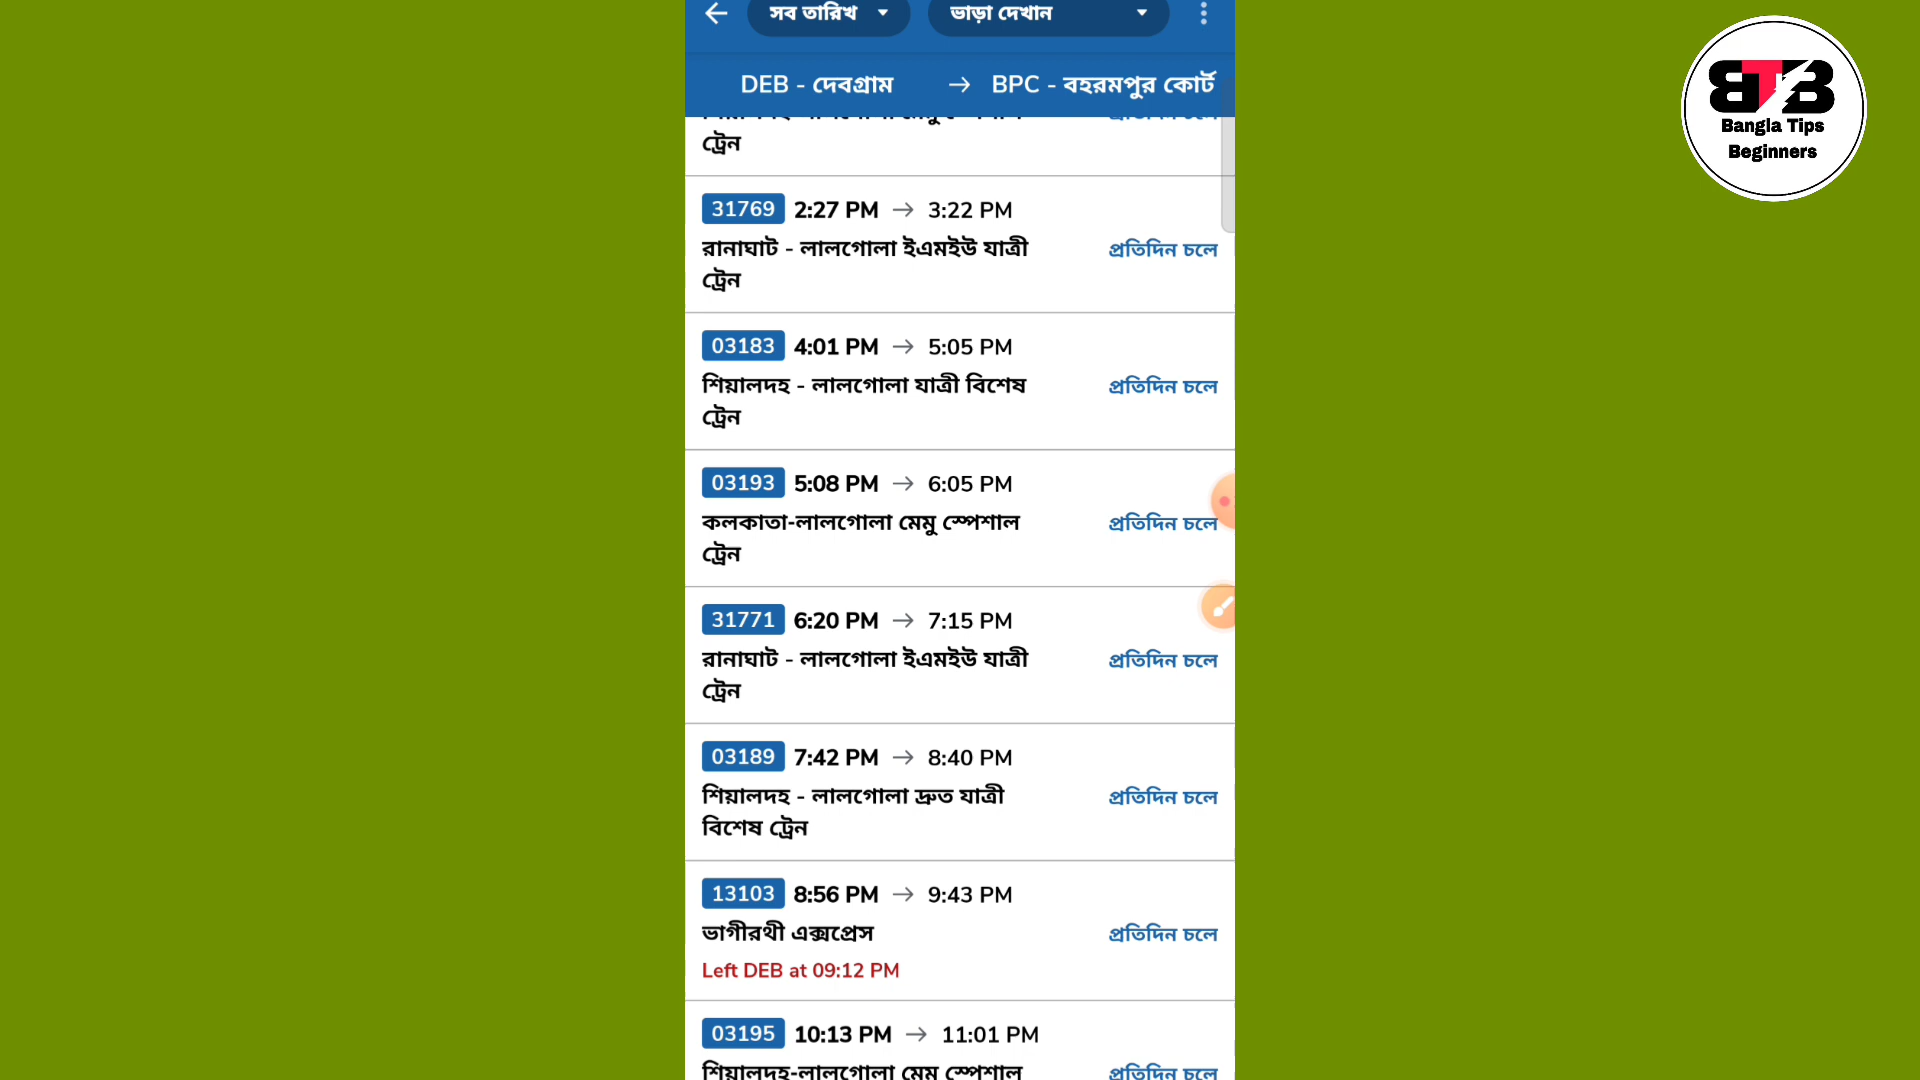 সব তারিখ
ভাড়া দেখান
DEB - দেবগ্রাম → BPC - বহরমপুর কোর্ট
ট্রেন
31769 2:27 PM → 3:22 PM
রানাঘাট - লালগোলা ইএমইউ যাত্রী
ট্রেন
প্রতিদিন চলে
03183 4:01 PM → 5:05 PM
শিয়ালদহ - লালগোলা যাত্রী বিশেষ
ট্রেন
প্রতিদিন চলে
03193 5:08 PM → 6:05 PM
কলকাতা-লালগোলা মেমু স্পেশাল
ট্রেন
প্রতিদিন চলে
31771 6:20 PM → 7:15 PM
রানাঘাট - লালগোলা ইএমইউ যাত্রী
ট্রেন
প্রতিদিন চলে
03189 7:42 PM → 8:40 PM
শিয়ালদহ - লালগোলা দ্রুত যাত্রী
বিশেষ ট্রেন
প্রতিদিন চলে
13103 8:56 PM → 9:43 PM
ভাগীরথী এক্সপ্রেস
প্রতিদিন চলে
Left DEB at 09:12 PM
03195 10:13 PM → 11:01 PM
শিয়ালদহ-লালগোলা মেমু স্পেশাল
প্রতিদিন চলে
BTB
Bangla Tips
Beginners